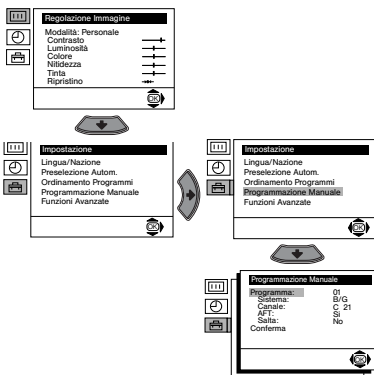 Regolazione Immagine
Modalità: Personale
Contrasto
Luminosità
Colore
Nitidezza
Tinta
Ripristino
OK
Impostazione
Lingua/Nazione
Preselezione Autom.
Ordinamento Programmi
Programmazione Manuale
Funzioni Avanzate
OK
Impostazione
Lingua/Nazione
Preselezione Autom.
Ordinamento Programmi
Programmazione Manuale
Funzioni Avanzate
OK
Programmazione Manuale
Programma: 01
Sistema: B/G
Canale: C 21
AFT: Si
Salta: No
Conferma
OK